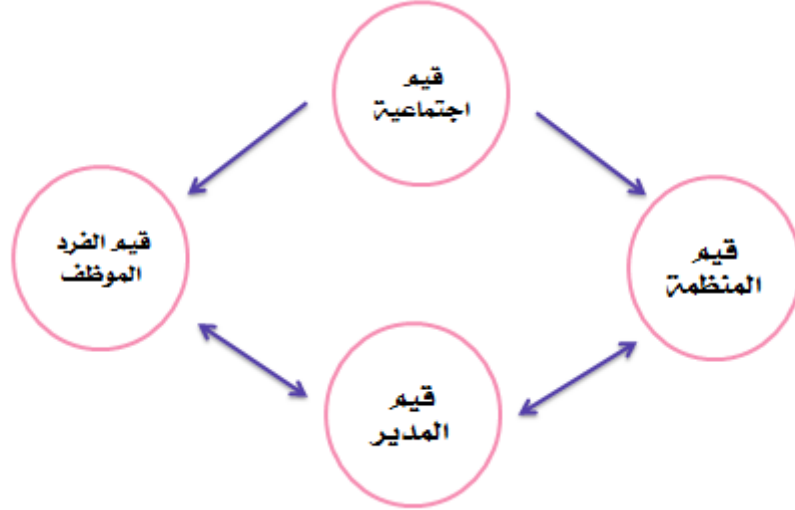 قيم
اجتماعية
قيم
المنظمة
قيم الفرد
الموظف
قيم
المدير